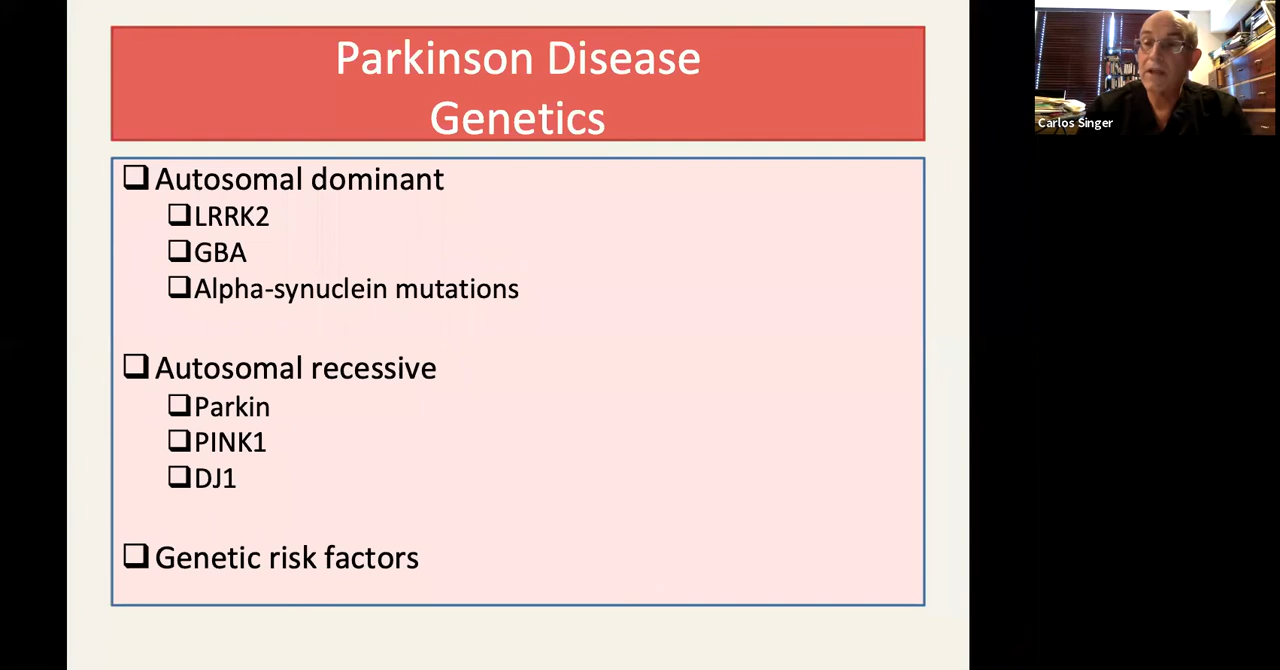 Parkinson Disease
Genetics
Autosomal dominant
LRRK2
GBA
Alpha-synuclein mutations
Autosomal recessive
Parkin
PINK1
DJ1
Genetic risk factors
Carlos Singer